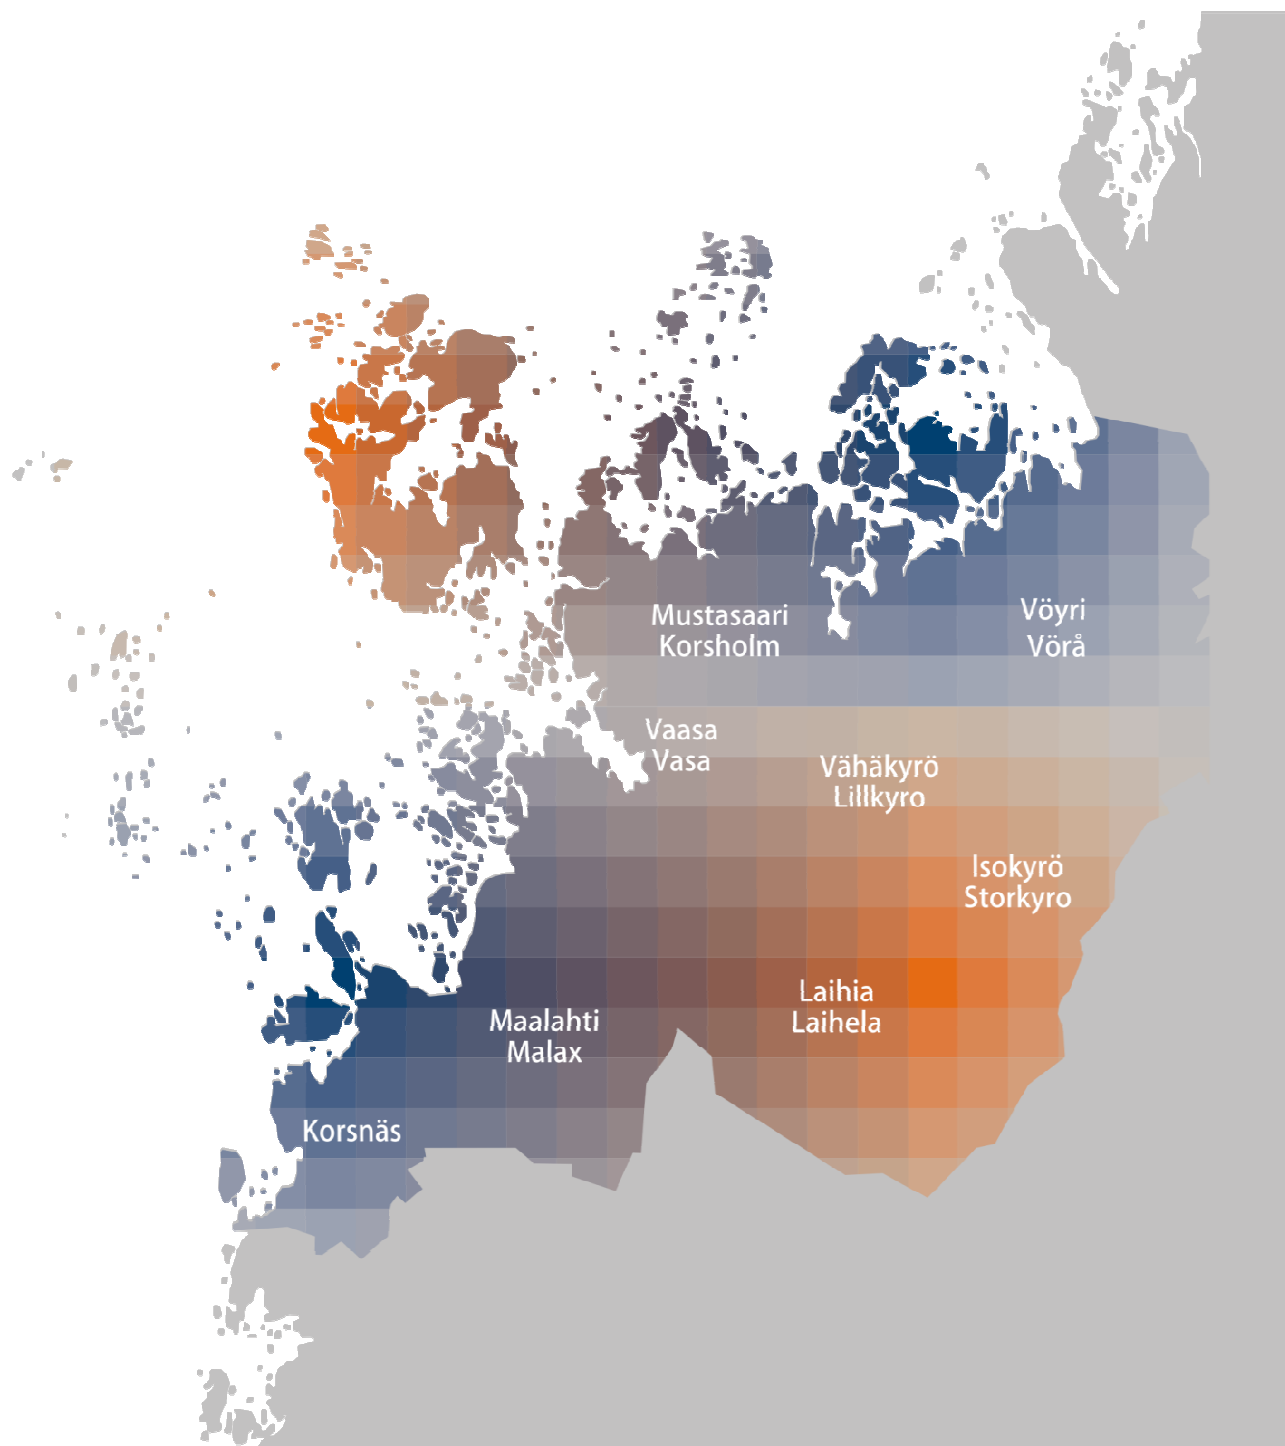 Mustasaari
Korsholm
Vöyri
Vörå
Vaasa
Vasa
Vähäkyrö
Lillkyro
Isokyrö
Storkyro
Laihia
Laihela
Maalahti
Malax
Korsnäs